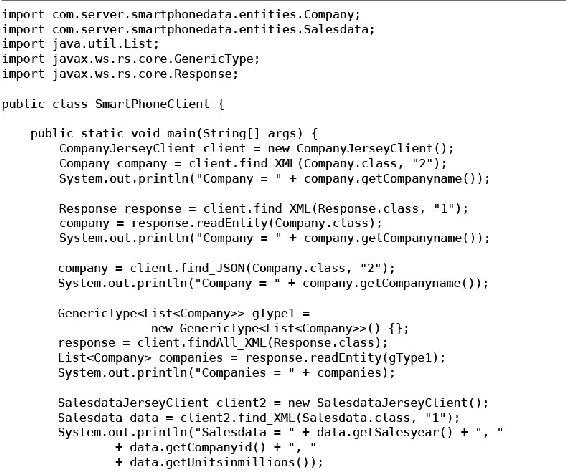 import com.server.smartphonedata.entities.Company;
import com.server.smartphonedata.entities.Salesdata;
import java.util.List;
import javax.ws.rs.core.GenericType;
import javax.ws.rs.core.Response;

public class SmartPhoneClient {

    public static void main(String[] args) {
        CompanyJerseyClient client = new CompanyJerseyClient();
        Company company = client.find_XML(Company.class, "2");
        System.out.println("Company = " + company.getCompanyname());

        Response response = client.find_XML(Response.class, "1");
        company = response.readEntity(Company.class);
        System.out.println("Company = " + company.getCompanyname());

        company = client.find_JSON(Company.class, "2");
        System.out.println("Company = " + company.getCompanyname());

        GenericType<List<Company>> gType1 =
                     new GenericType<List<Company>>() {};
        response = client.findAll_XML(Response.class);
        List<Company> companies = response.readEntity(gType1);
        System.out.println("Companies = " + companies);

        SalesdataJerseyClient client2 = new SalesdataJerseyClient();
        Salesdata data = client2.find_XML(Salesdata.class, "1");
        System.out.println("Salesdata = " + data.getSalesyear() + ", "
                + data.getCompanyid() + ", "
                + data.getUnitsinmillions());